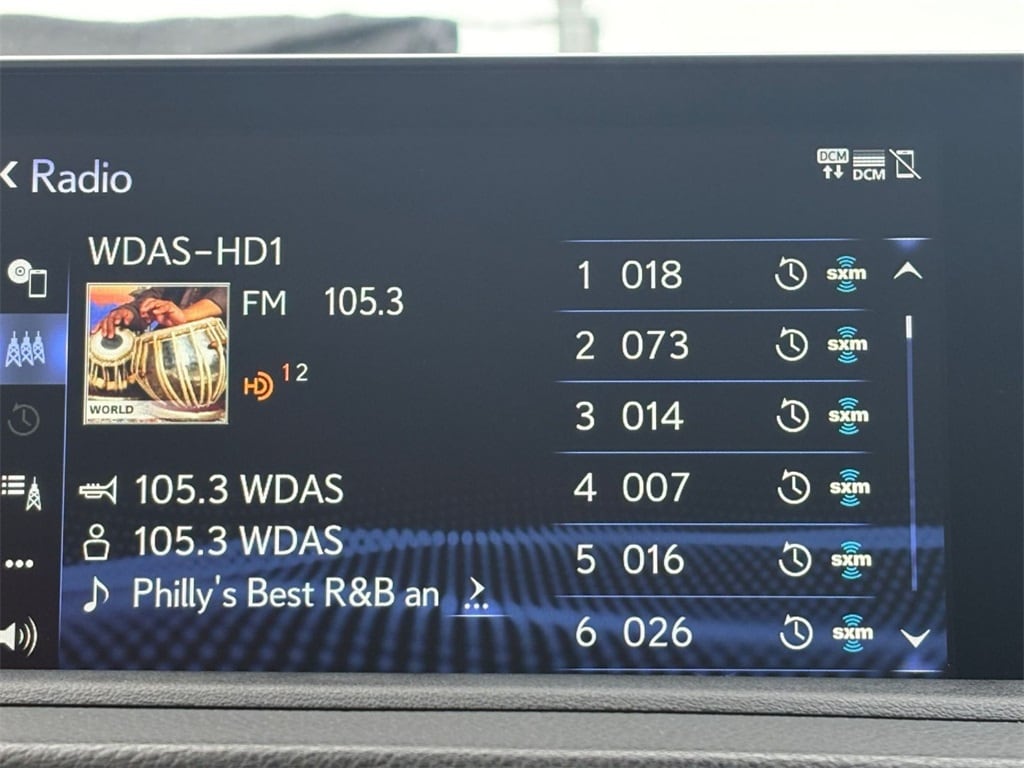 Radio
DCM
DCM
WDAS-HD1
FM 105.3
HD 1 2
WORLD
105.3 WDAS
105.3 WDAS
Philly's Best R&B an
1 018 sxm
2 073 sxm
3 014 sxm
4 007 sxm
5 016 sxm
6 026 sxm